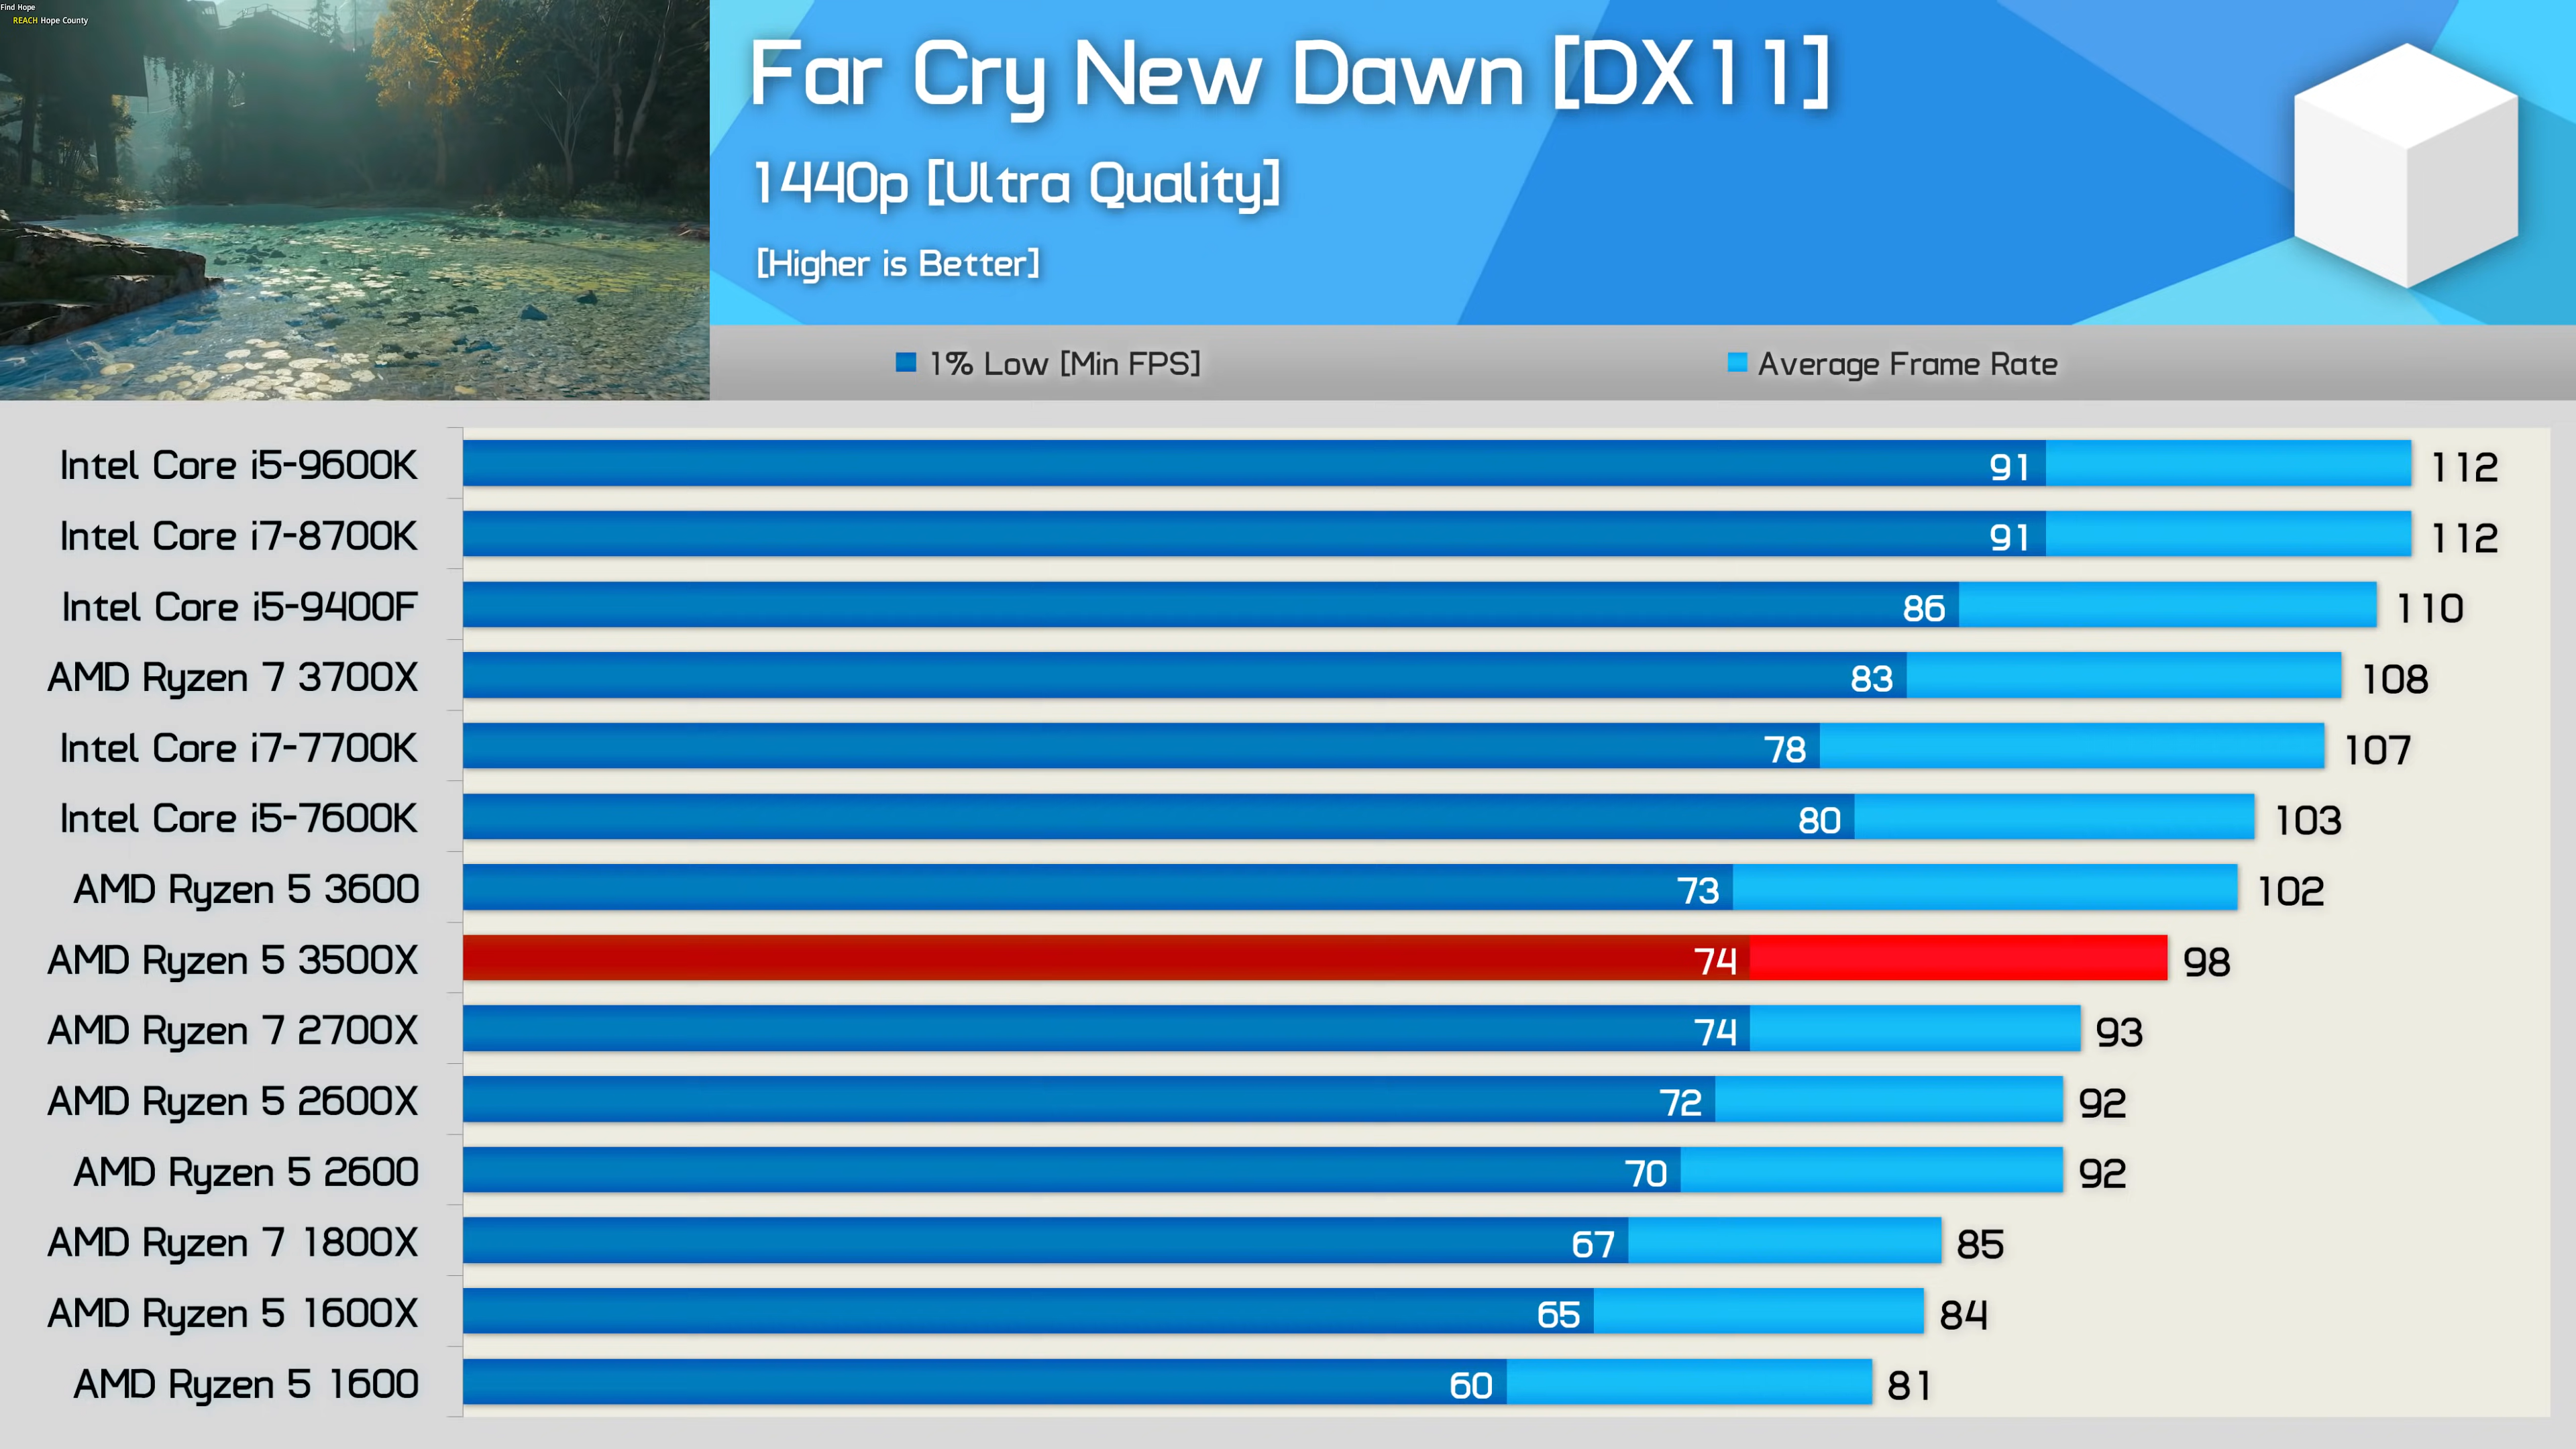 Find Hope
REACH Hope County
Far Cry New Dawn [DX11]
1440p [Ultra Quality]
[Higher is Better]
1% Low [Min FPS]
Average Frame Rate
Intel Core i5-9600K 91 112
Intel Core i7-8700K 91 112
Intel Core i5-9400F 86 110
AMD Ryzen 7 3700X 83 108
Intel Core i7-7700K 78 107
Intel Core i5-7600K 80 103
AMD Ryzen 5 3600 73 102
AMD Ryzen 5 3500X 74 98
AMD Ryzen 7 2700X 74 93
AMD Ryzen 5 2600X 72 92
AMD Ryzen 5 2600 70 92
AMD Ryzen 7 1800X 67 85
AMD Ryzen 5 1600X 65 84
AMD Ryzen 5 1600 60 81